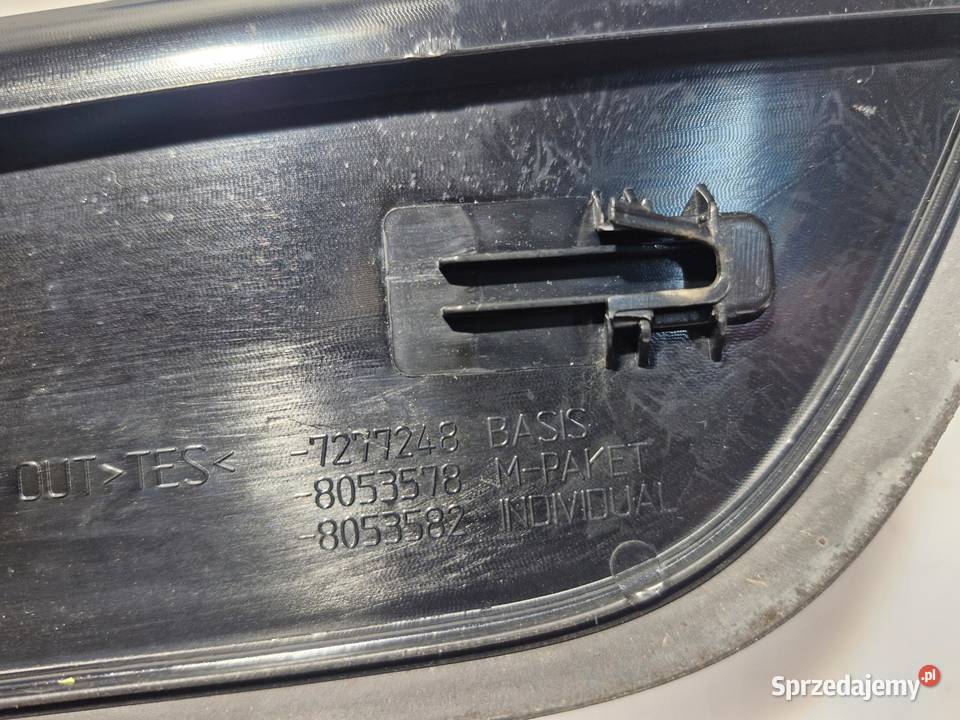 -7277248 BASIS
OUT >TES< -8053578 M-PAKET
-8053582 INDIVIDUAL
Sprzedajemy.pl